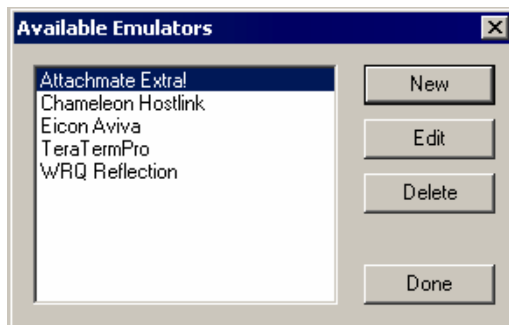 Available Emulators
Attachmate Extra!
Chameleon Hostlink
Eicon Aviva
TeraTermPro
WRQ Reflection
New
Edit
Delete
Done